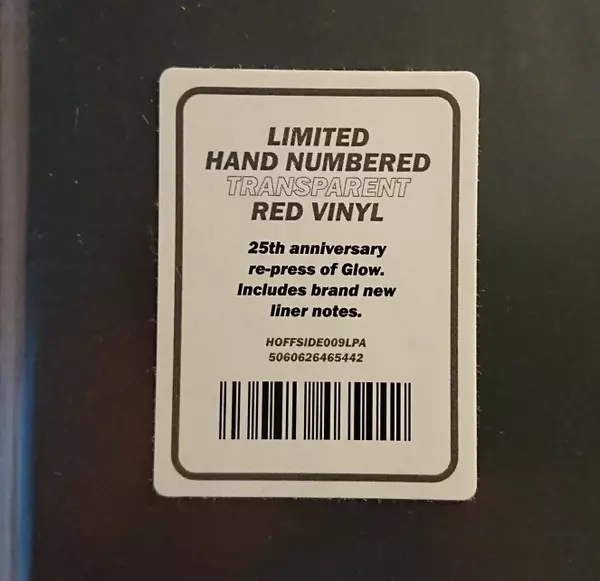 LIMITED
HAND NUMBERED
TRANSPARENT
RED VINYL
25th anniversary
re-press of Glow.
Includes brand new
liner notes.
HOFFSIDE009LPA
5060626465442